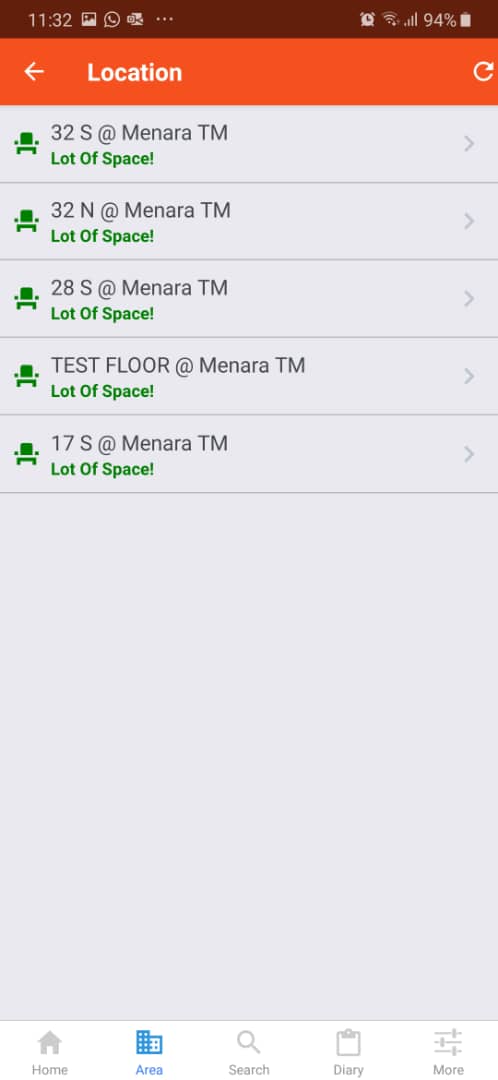 11:32 94%
Location
32 S @ Menara TM
Lot Of Space!
32 N @ Menara TM
Lot Of Space!
28 S @ Menara TM
Lot Of Space!
TEST FLOOR @ Menara TM
Lot Of Space!
17 S @ Menara TM
Lot Of Space!
Home Area Search Diary More